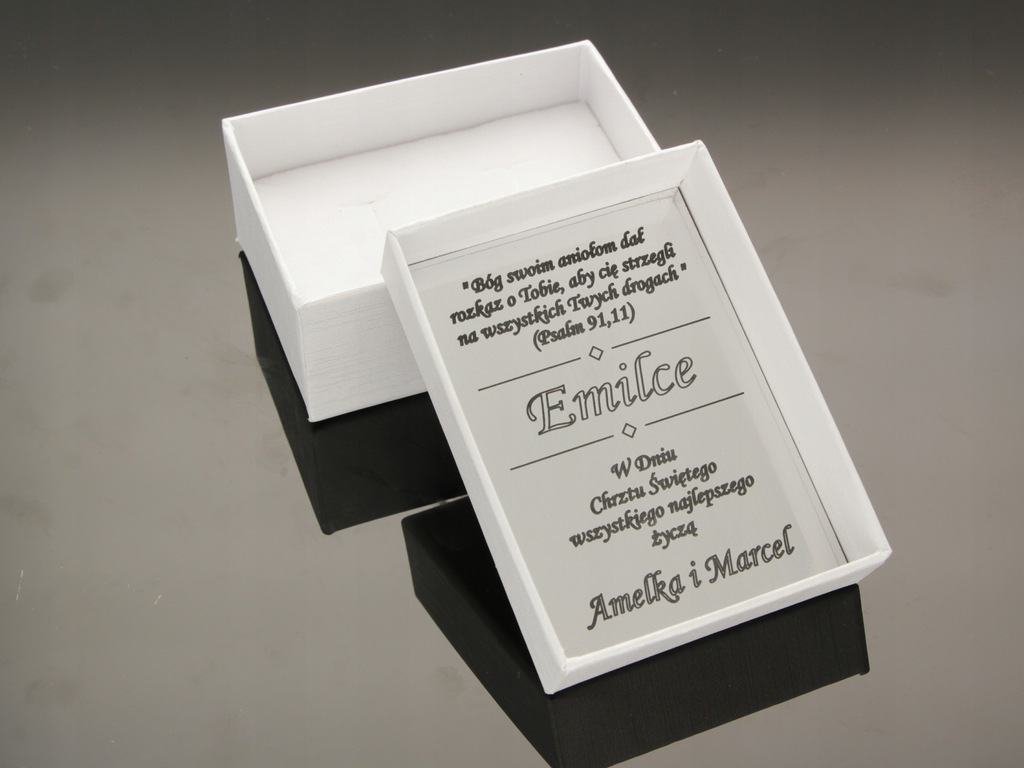 "Bóg swoim aniołom dał
rozkaz o Tobie, aby cię strzegli
na wszystkich Twych drogach"
(Psalm 91,11)
Emilce
W Dniu
Chrztu Świętego
wszystkiego najlepszego
życzą
Amelka i Marcel